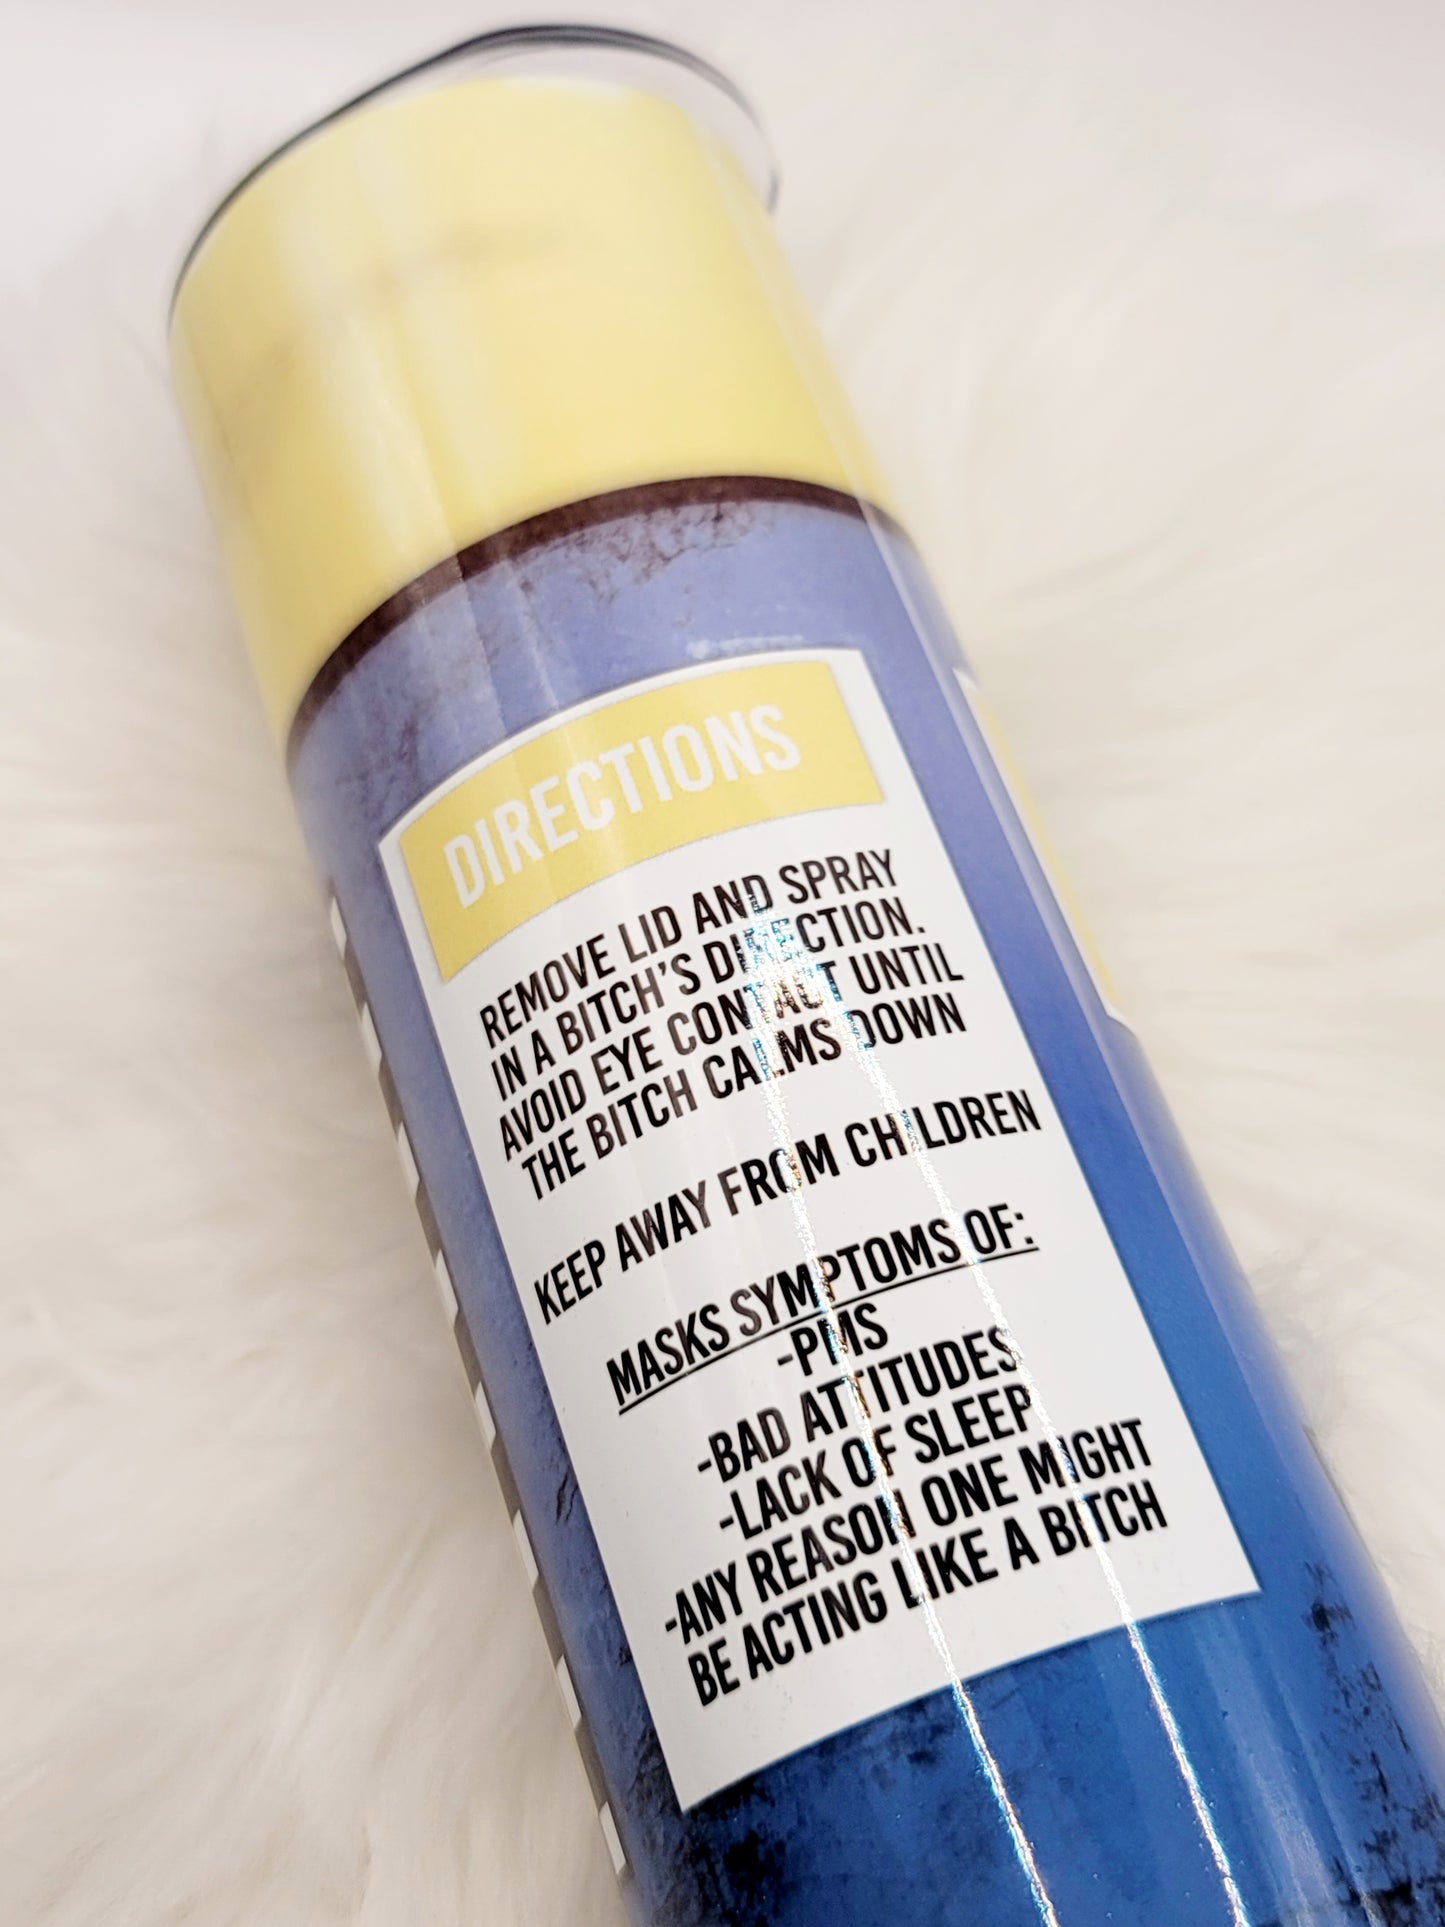 DIRECTIONS
REMOVE LID AND SPRAY
IN A BITCH'S DIRECTION.
AVOID EYE CONTACT UNTIL
THE BITCH CALMS DOWN
KEEP AWAY FROM CHILDREN
MASKS SYMPTOMS OF:
-PMS
-BAD ATTITUDES
-LACK OF SLEEP
-ANY REASON ONE MIGHT
BE ACTING LIKE A BITCH